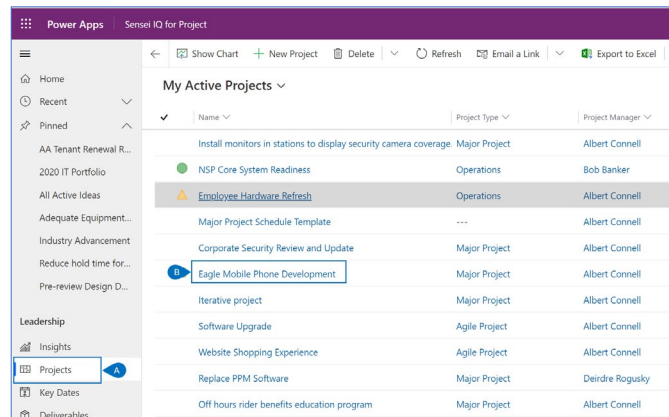 Power Apps Sensei IQ for Project
Show Chart New Project Delete Refresh Email a Link Export to Excel
Home
Recent
Pinned
AA Tenant Renewal R...
2020 IT Portfolio
All Active Ideas
Adequate Equipment...
Industry Advancement
Reduce hold time for...
Pre-review Design D...
Leadership
Insights
Projects A
Key Dates
Deliverables
My Active Projects
Name Project Type Project Manager
Install monitors in stations to display security camera coverage. Major Project Albert Connell
NSP Core System Readiness Operations Bob Banker
Employee Hardware Refresh Operations Albert Connell
Major Project Schedule Template --- Albert Connell
Corporate Security Review and Update Major Project Albert Connell
B Eagle Mobile Phone Development Major Project Albert Connell
Iterative project Major Project Albert Connell
Software Upgrade Agile Project Albert Connell
Website Shopping Experience Agile Project Albert Connell
Replace PPM Software Major Project Deirdre Rogusky
Off hours rider benefits education program Major Project Albert Connell